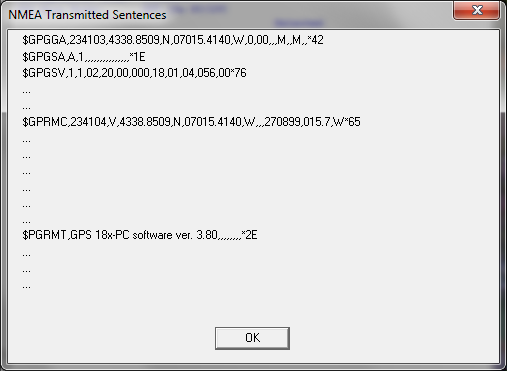 NMEA Transmitted Sentences
$GPGGA,234103,4338.8509,N,07015.4140,W,0,00,,,M,,M,,*42
$GPGSA,A,1,,,,,,,,,,,,,,,*1E
$GPGSV,1,1,02,20,00,000,18,01,04,056,00*76
...
...
$GPRMC,234104,V,4338.8509,N,07015.4140,W,,,270899,015.7,W*65
...
...
...
...
...
...
$PGRMT,GPS 18x-PC software ver. 3.80,,,,,,,,*2E
...
...
...
OK